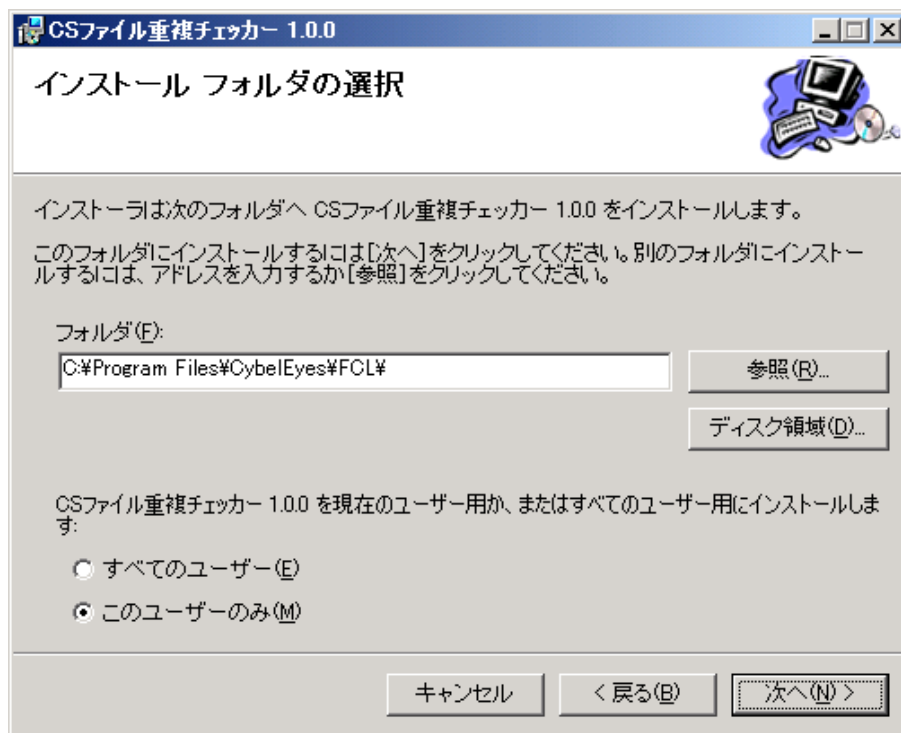 CSファイル重複チェッカー 1.0.0
インストール フォルダの選択
インストーラは次のフォルダへ CSファイル重複チェッカー 1.0.0 をインストールします。
このフォルダにインストールするには[次へ]をクリックしてください。別のフォルダにインストー
ルするには、アドレスを入力するか[参照]をクリックしてください。
フォルダ(F):
C:¥Program Files¥CybelEyes¥FCL¥
参照(R)...
ディスク領域(D)...
CSファイル重複チェッカー 1.0.0 を現在のユーザー用か、またはすべてのユーザー用にインストールしま
す:
すべてのユーザー(E)
このユーザーのみ(M)
キャンセル
< 戻る(B)
次へ(N) >